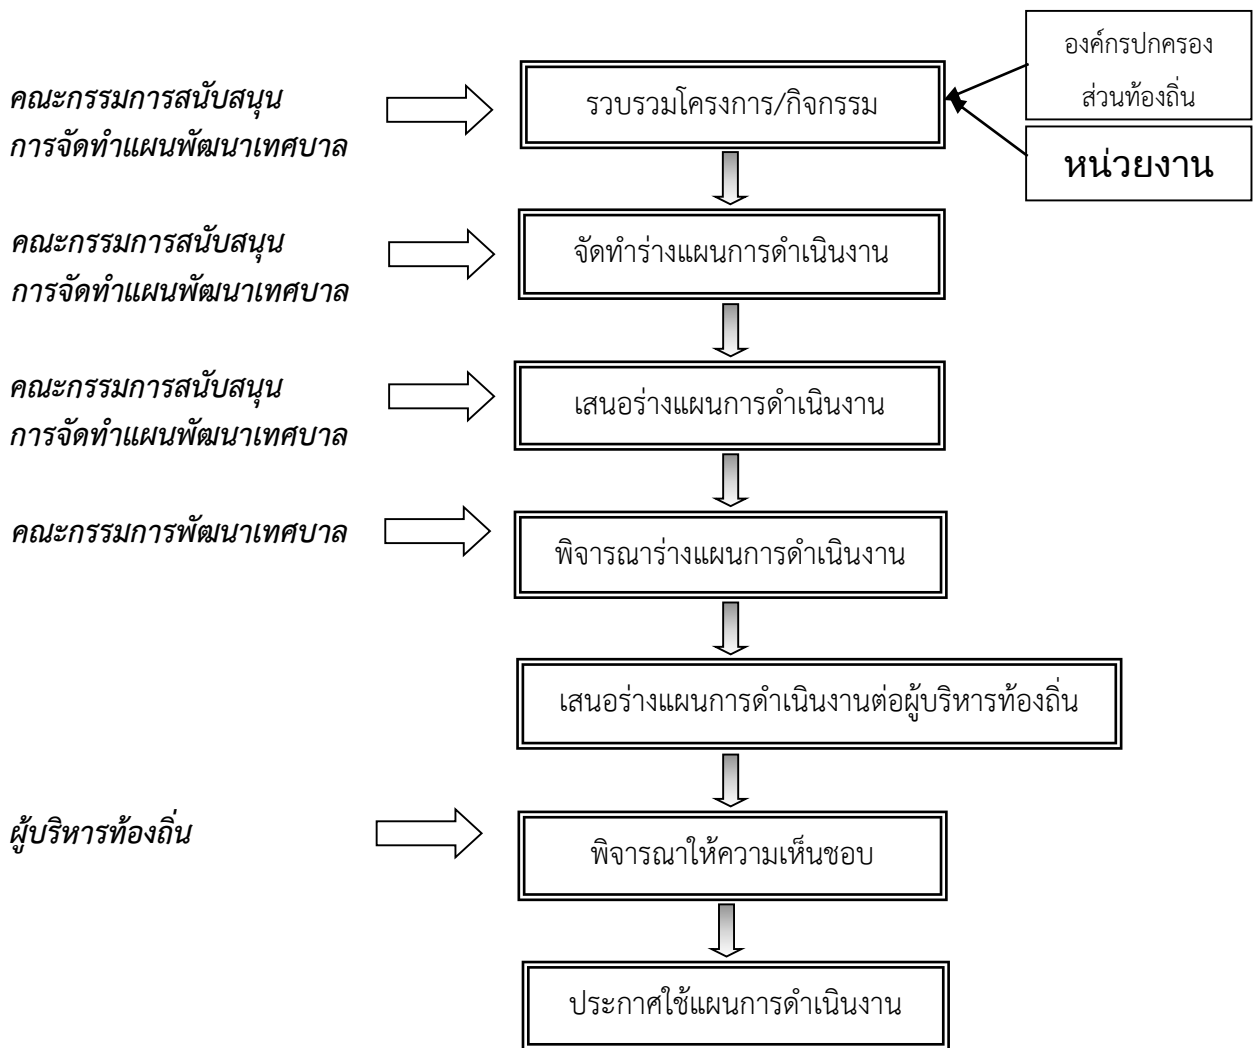 องค์กรปกครอง
ส่วนท้องถิ่น
คณะกรรมการสนับสนุน
การจัดทำแผนพัฒนาเทศบาล
รวบรวมโครงการ/กิจกรรม
หน่วยงาน
คณะกรรมการสนับสนุน
การจัดทำแผนพัฒนาเทศบาล
จัดทำร่างแผนการดำเนินงาน
คณะกรรมการสนับสนุน
การจัดทำแผนพัฒนาเทศบาล
เสนอร่างแผนการดำเนินงาน
คณะกรรมการพัฒนาเทศบาล
พิจารณาร่างแผนการดำเนินงาน
เสนอร่างแผนการดำเนินงานต่อผู้บริหารท้องถิ่น
ผู้บริหารท้องถิ่น
พิจารณาให้ความเห็นชอบ
ประกาศใช้แผนการดำเนินงาน